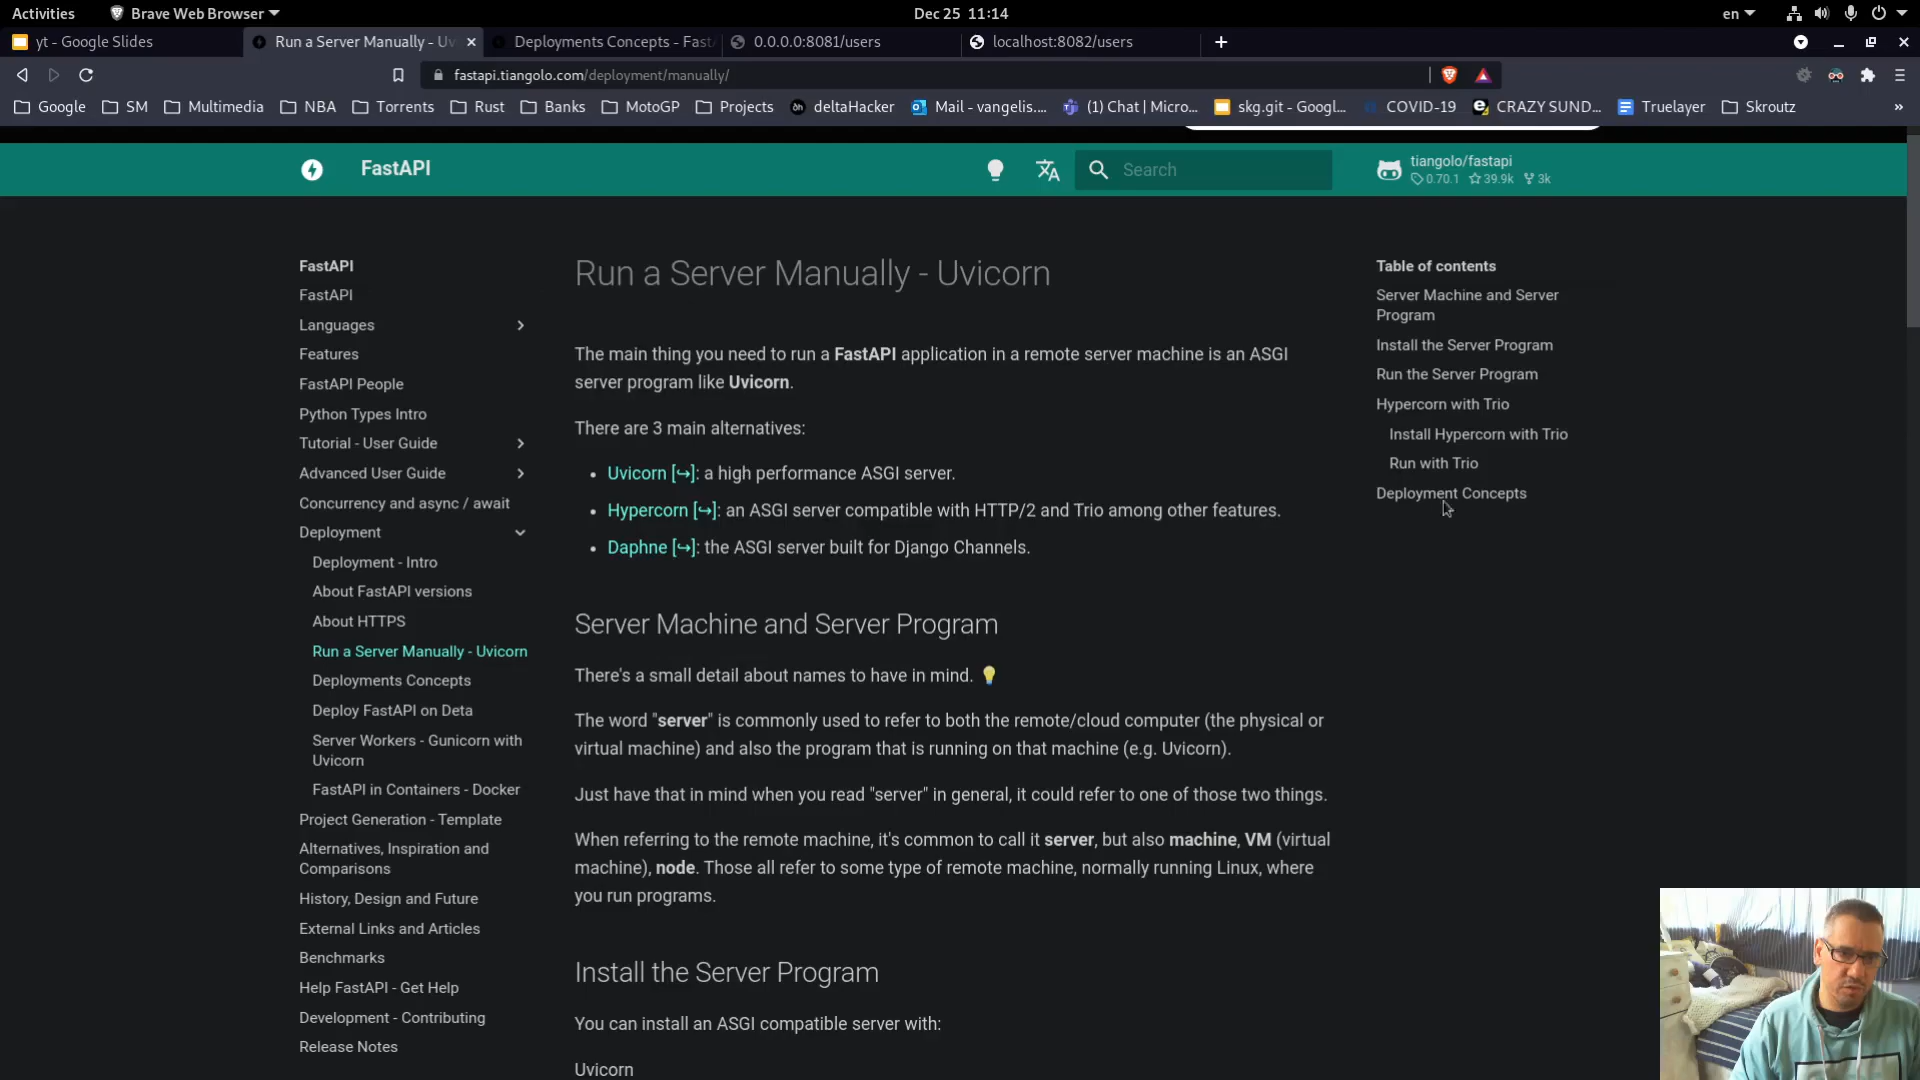 Activities
Brave Web Browser
Dec 25 11:14
en
yt - Google Slides
Run a Server Manually - Uv
Deployments Concepts - Fast
0.0.0.0:8081/users
localhost:8082/users
fastapi.tiangolo.com/deployment/manually/
Google
SM
Multimedia
NBA
Torrents
Rust
Banks
MotoGP
Projects
deltaHacker
Mail - vangelis....
(1) Chat | Micro...
skg.git - Googl...
COVID-19
CRAZY SUND...
Truelayer
Skroutz
»
FastAPI
Search
tiangolo/fastapi
0.70.1 39.9k 3k
FastAPI
FastAPI
Languages
Features
FastAPI People
Python Types Intro
Tutorial - User Guide
Advanced User Guide
Concurrency and async / await
Deployment
Deployment - Intro
About FastAPI versions
About HTTPS
Run a Server Manually - Uvicorn
Deployments Concepts
Deploy FastAPI on Deta
Server Workers - Gunicorn with
Uvicorn
FastAPI in Containers - Docker
Project Generation - Template
Alternatives, Inspiration and
Comparisons
History, Design and Future
External Links and Articles
Benchmarks
Help FastAPI - Get Help
Development - Contributing
Release Notes
Run a Server Manually - Uvicorn
The main thing you need to run a FastAPI application in a remote server machine is an ASGI
server program like Uvicorn.
There are 3 main alternatives:
• Uvicorn [↪]: a high performance ASGI server.
• Hypercorn [↪]: an ASGI server compatible with HTTP/2 and Trio among other features.
• Daphne [↪]: the ASGI server built for Django Channels.
Server Machine and Server Program
There's a small detail about names to have in mind. 💡
The word "server" is commonly used to refer to both the remote/cloud computer (the physical or
virtual machine) and also the program that is running on that machine (e.g. Uvicorn).
Just have that in mind when you read "server" in general, it could refer to one of those two things.
When referring to the remote machine, it's common to call it server, but also machine, VM (virtual
machine), node. Those all refer to some type of remote machine, normally running Linux, where
you run programs.
Install the Server Program
You can install an ASGI compatible server with:
Uvicorn
Table of contents
Server Machine and Server
Program
Install the Server Program
Run the Server Program
Hypercorn with Trio
Install Hypercorn with Trio
Run with Trio
Deployment Concepts